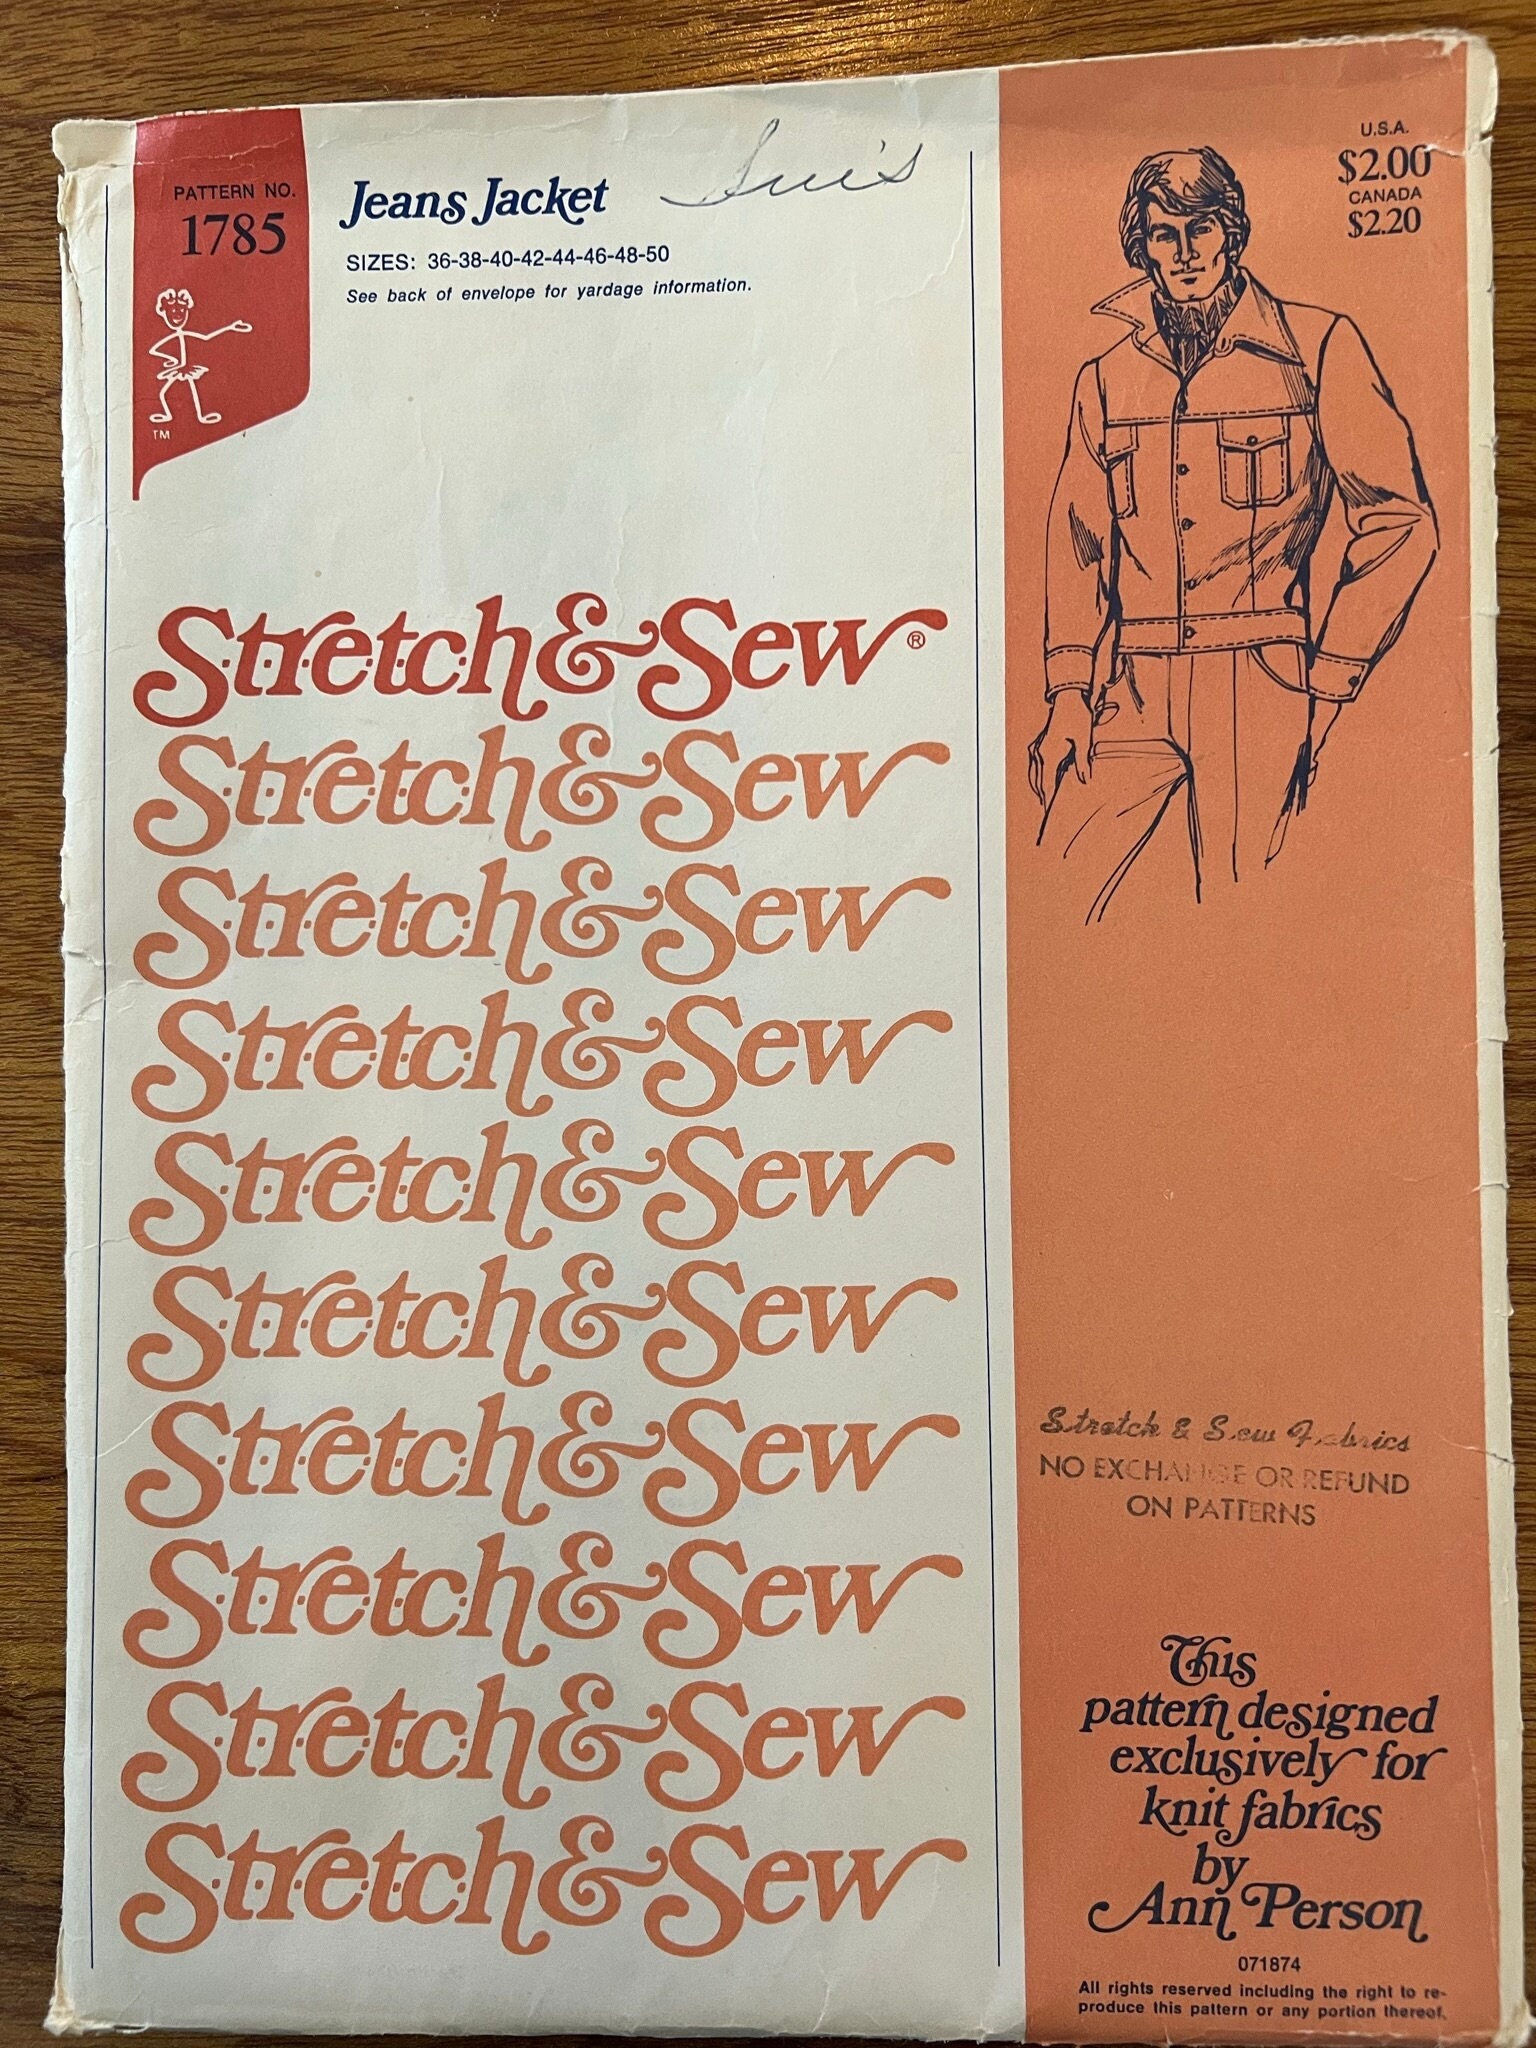 PATTERN NO.
1785
TM
Jeans Jacket
SIZES: 36-38-40-42-44-46-48-50
See back of envelope for yardage information.
U.S.A.
$2.00
CANADA
$2.20
Stretch & Sew®
Stretch & Sew
Stretch & Sew
Stretch & Sew
Stretch & Sew
Stretch & Sew
Stretch & Sew
Stretch & Sew
Stretch & Sew
Stretch & Sew
Stretch & Sew Fabrics
NO EXCHANGE OR REFUND
ON PATTERNS
This
pattern designed
exclusively for
knit fabrics
by
Ann Person
071874
All rights reserved including the right to re-
produce this pattern or any portion thereof.